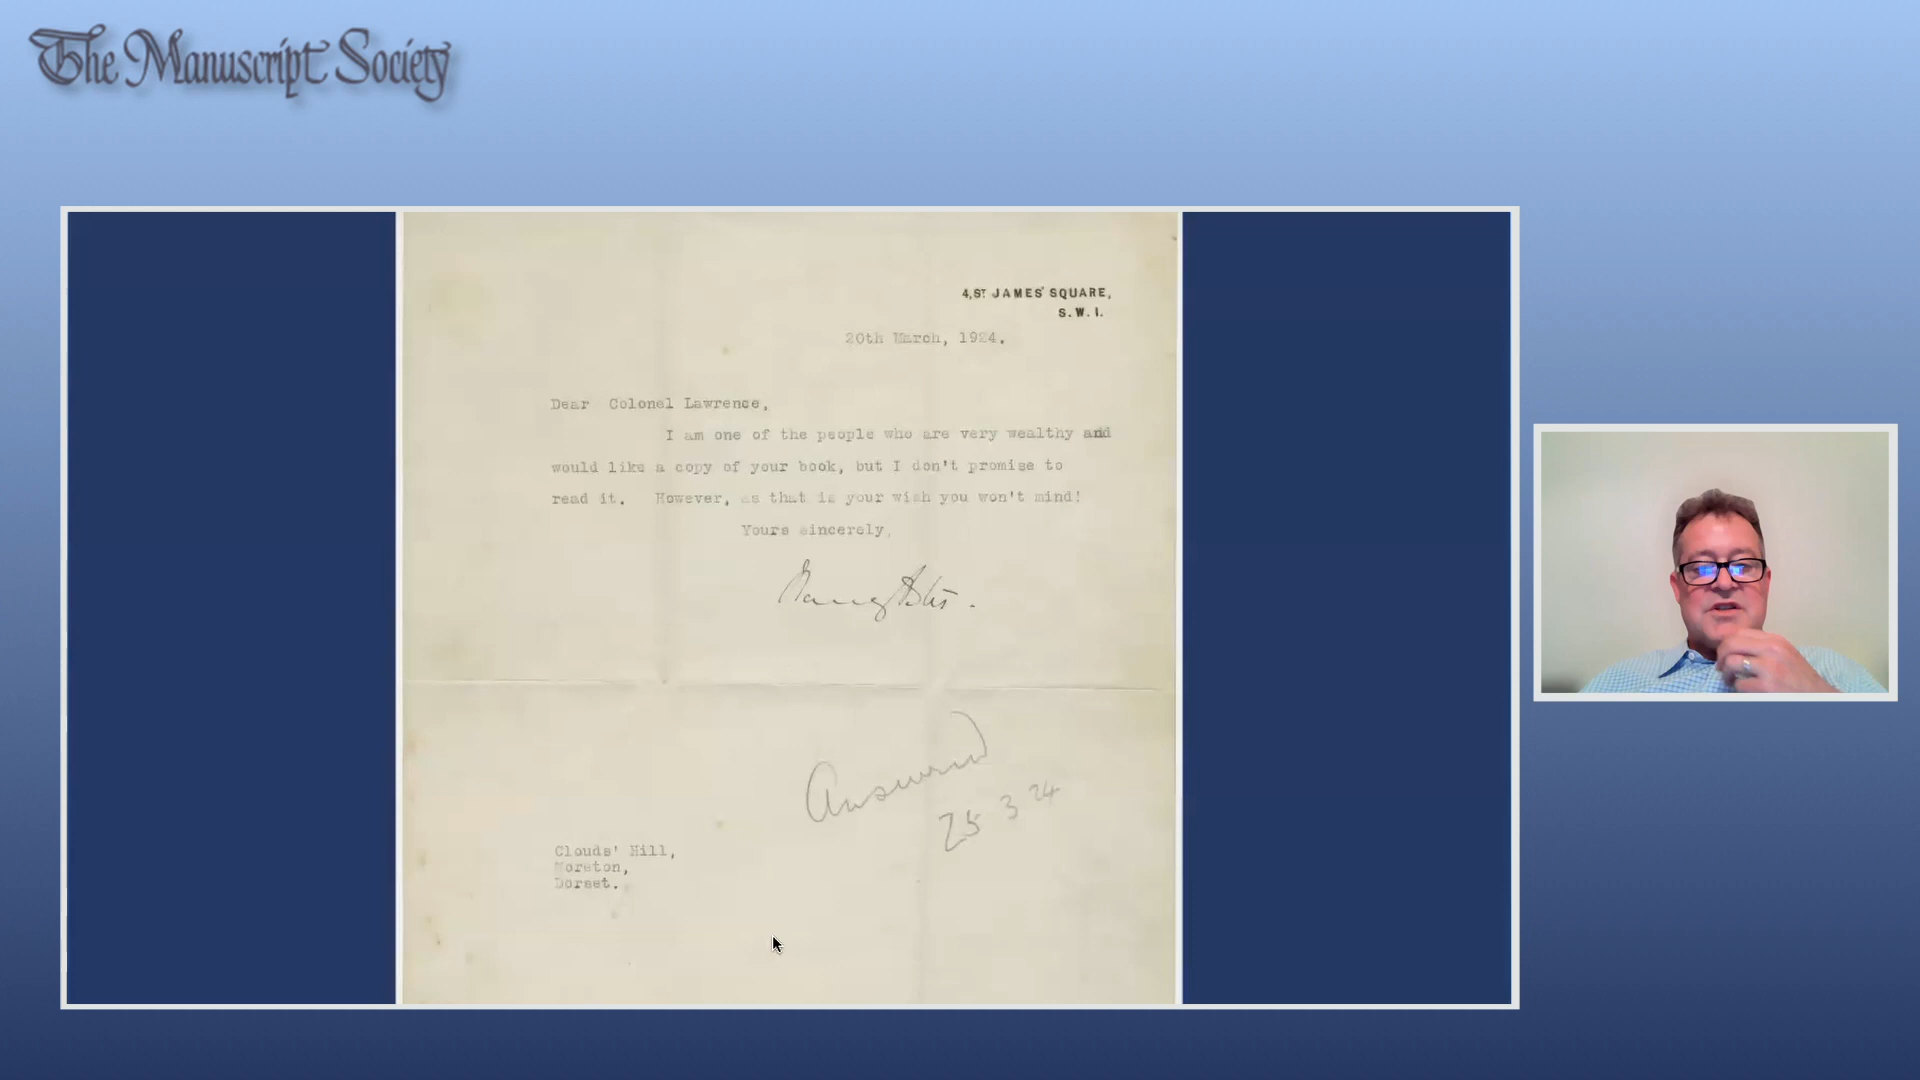 The Manuscript Society
4, ST JAMES' SQUARE,
S. W. 1.
20th March, 1924.
Dear Colonel Lawrence,
I am one of the people who are very wealthy and
would like a copy of your book, but I don't promise to
read it. However, as that is your wish you won't mind!
Yours sincerely,
Nancy Astor.
Answered
25 3 24
Clouds' Hill,
Moreton,
Dorset.